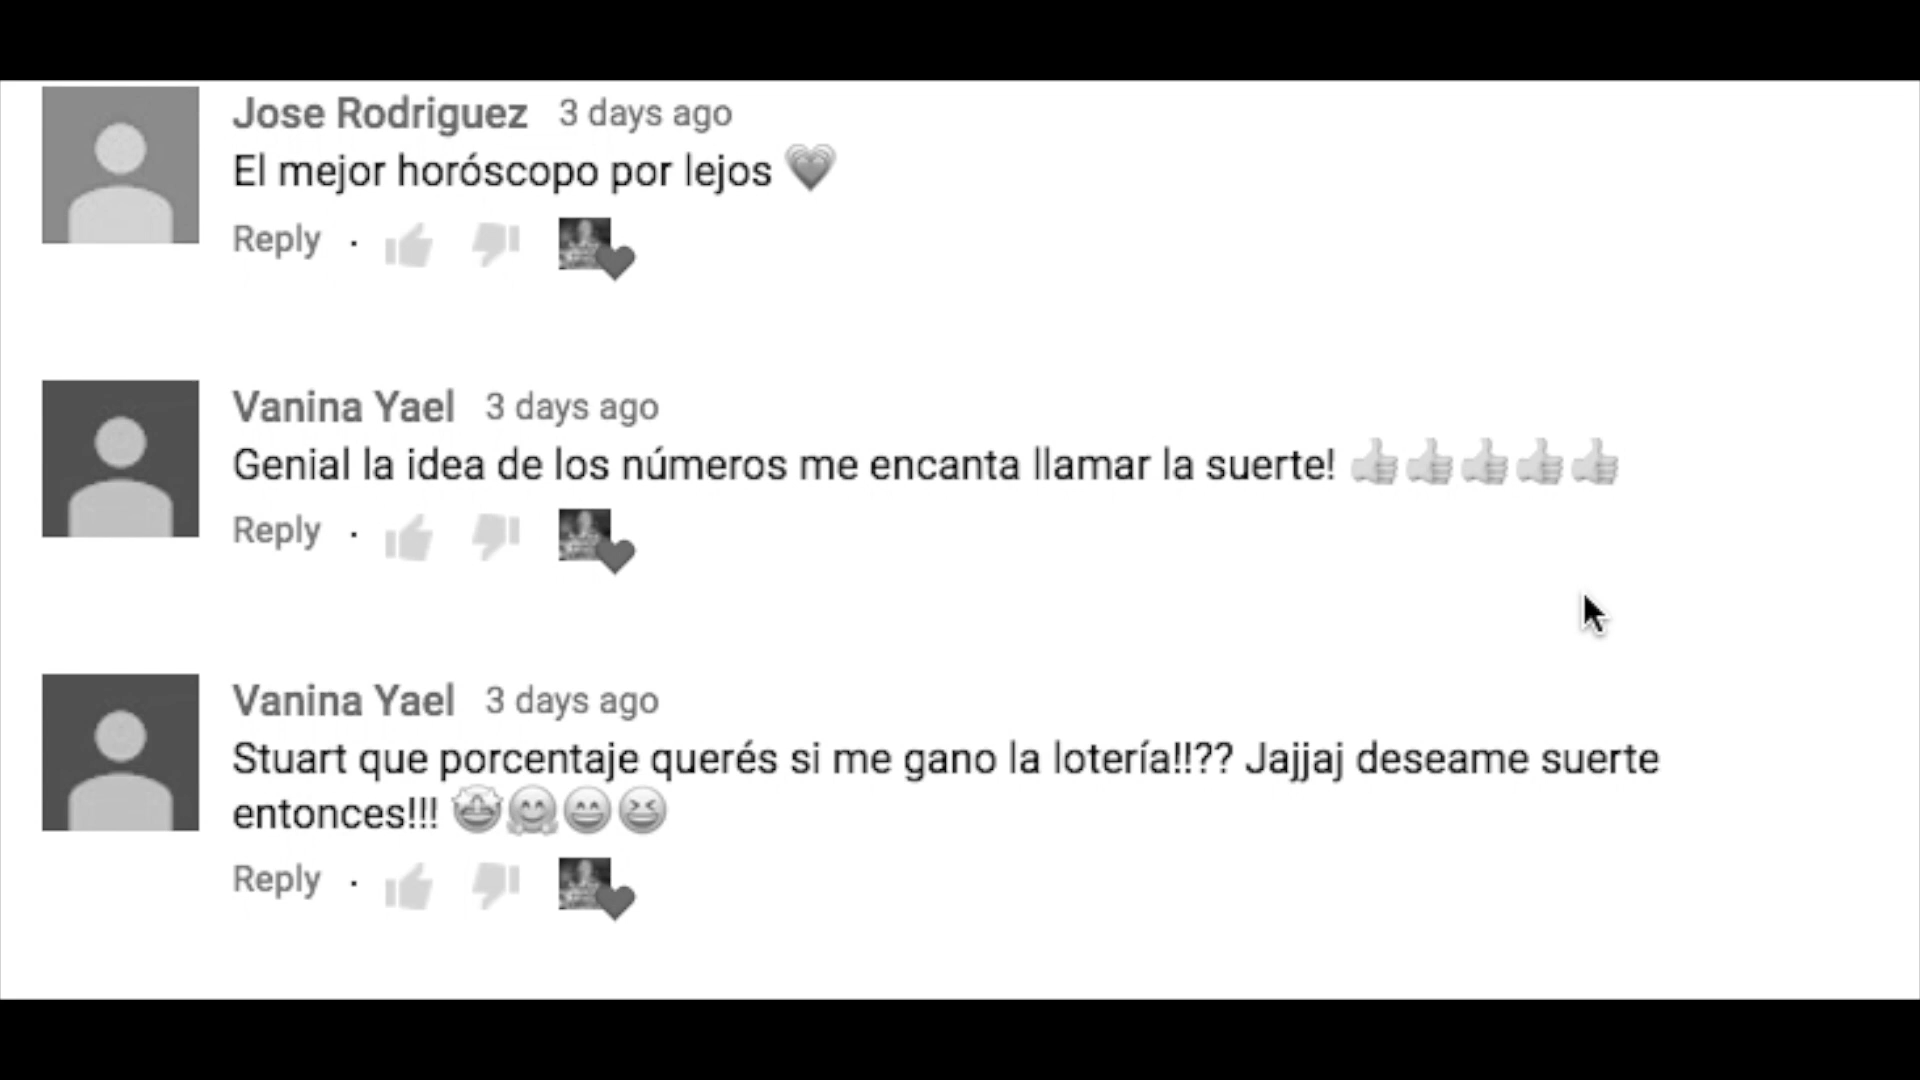 Jose Rodriguez 3 days ago
El mejor horóscopo por lejos 💗
Reply ·
Vanina Yael 3 days ago
Genial la idea de los números me encanta llamar la suerte! 👍👍👍👍👍
Reply ·
Vanina Yael 3 days ago
Stuart que porcentaje querés si me gano la lotería!!?? Jajjaj deseame suerte
entonces!!! 🤩🤗😄😆
Reply ·